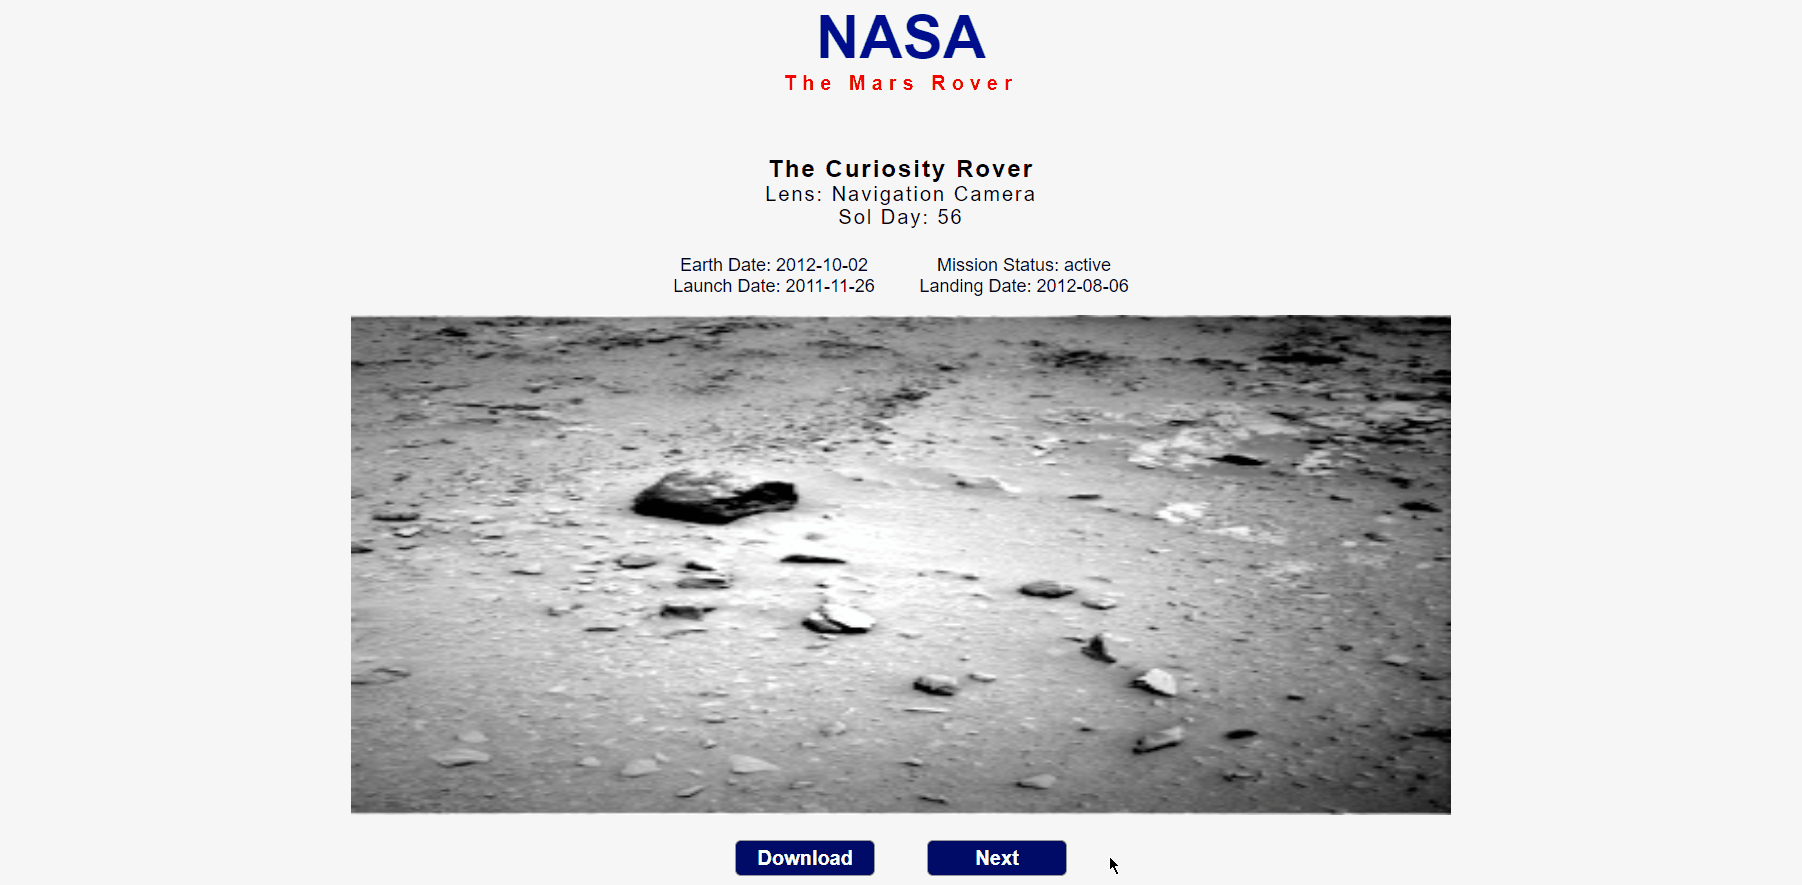 NASA
The Mars Rover
The Curiosity Rover
Lens: Navigation Camera
Sol Day: 56
Earth Date: 2012-10-02
Mission Status: active
Launch Date: 2011-11-26
Landing Date: 2012-08-06
Download
Next